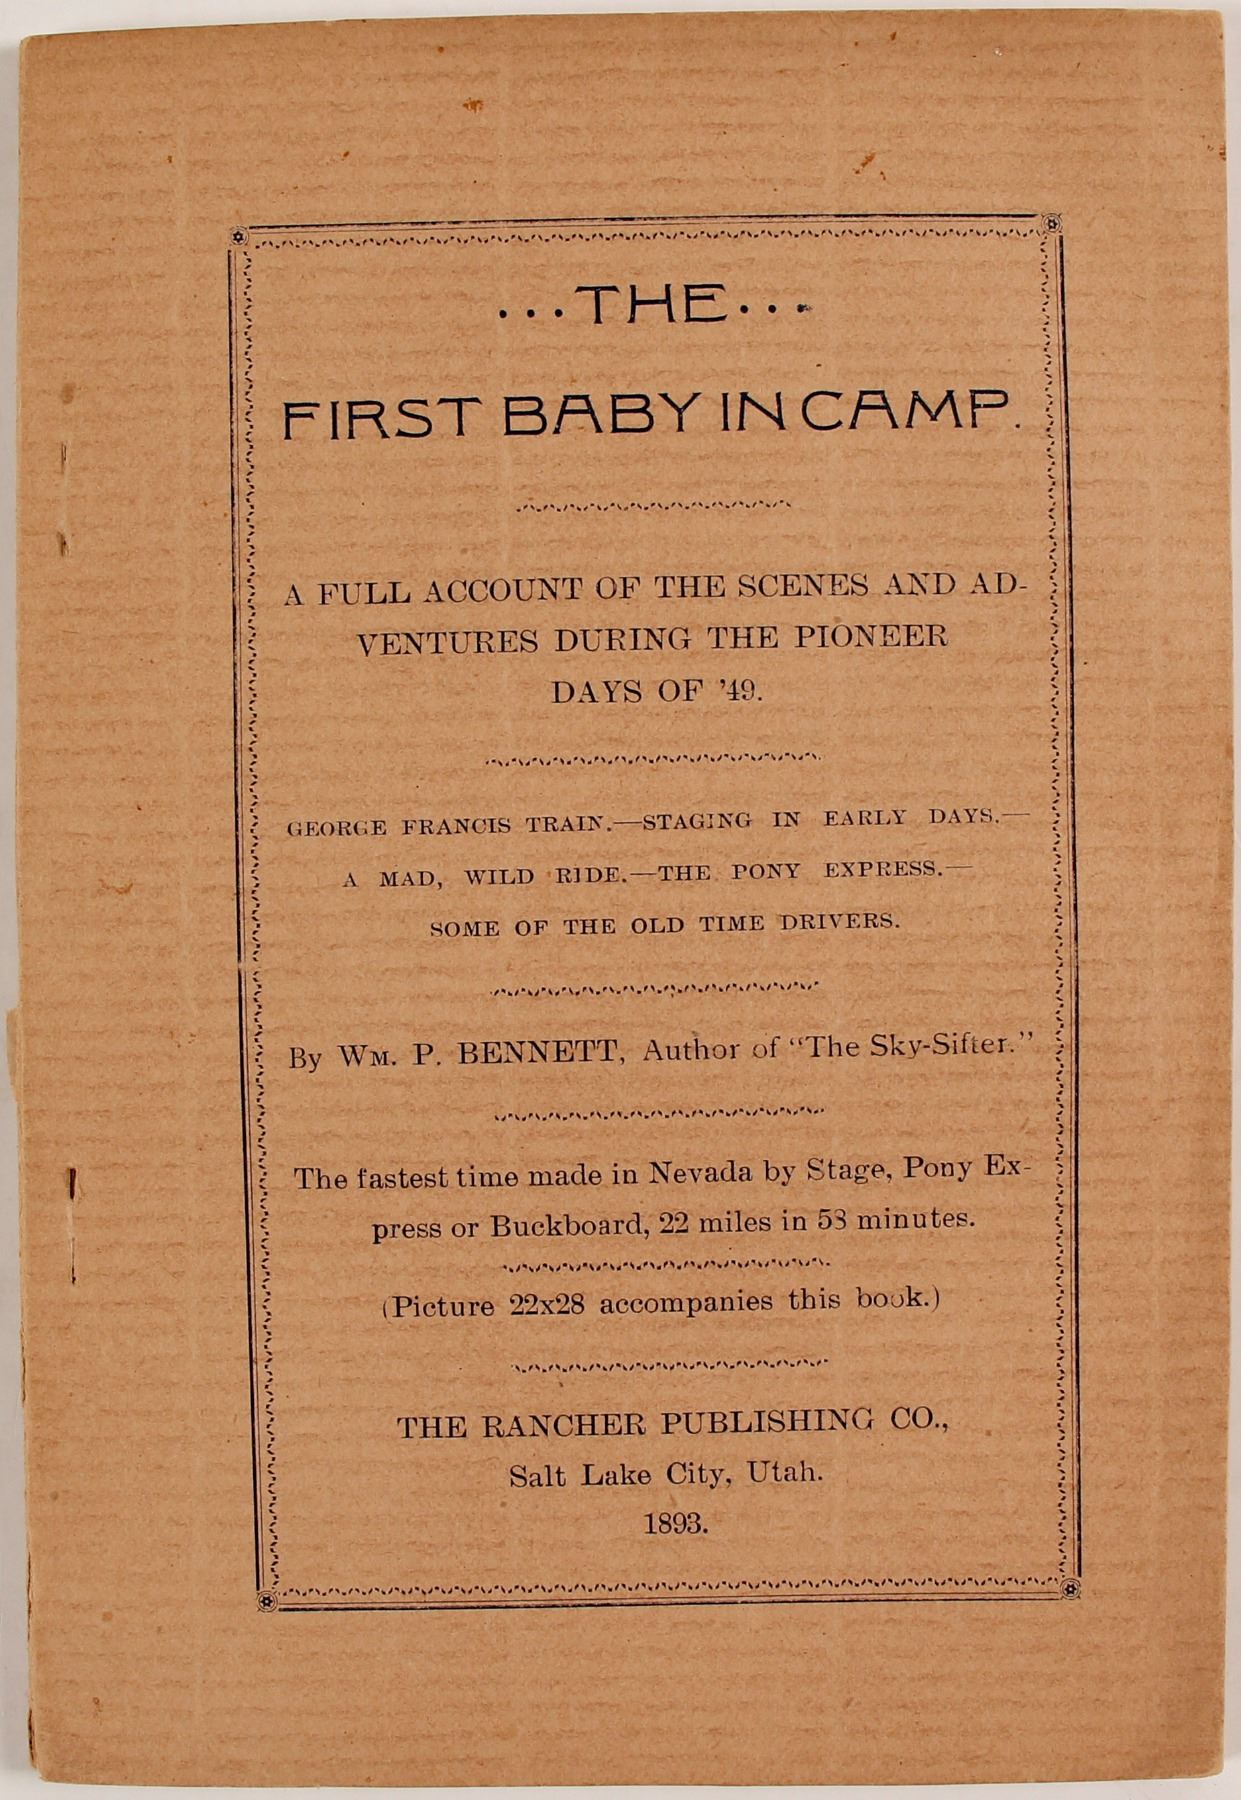 ...THE...
FIRST BABY IN CAMP.
A FULL ACCOUNT OF THE SCENES AND AD-
VENTURES DURING THE PIONEER
DAYS OF '49.
GEORGE FRANCIS TRAIN.—STAGING IN EARLY DAYS.—
A MAD, WILD RIDE.—THE PONY EXPRESS.—
SOME OF THE OLD TIME DRIVERS.
By WM. P. BENNETT, Author of "The Sky-Sifter."
The fastest time made in Nevada by Stage, Pony Ex-
press or Buckboard, 22 miles in 53 minutes.
(Picture 22x28 accompanies this book.)
THE RANCHER PUBLISHING CO.,
Salt Lake City, Utah.
1893.